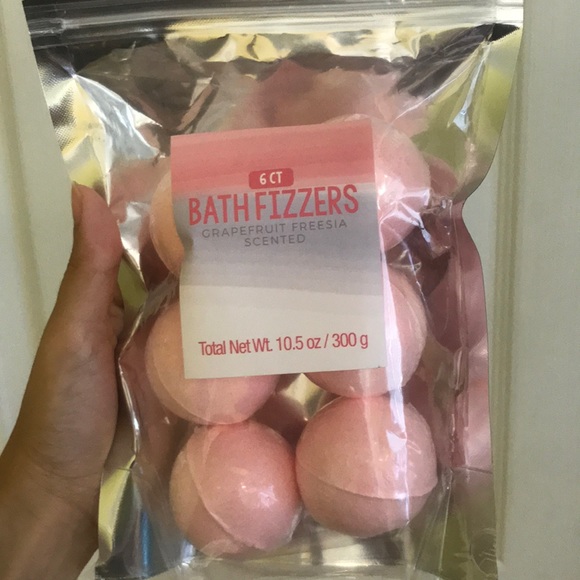 6 CT
BATH FIZZERS
GRAPEFRUIT FREESIA
SCENTED
Total Net Wt. 10.5 oz / 300 g